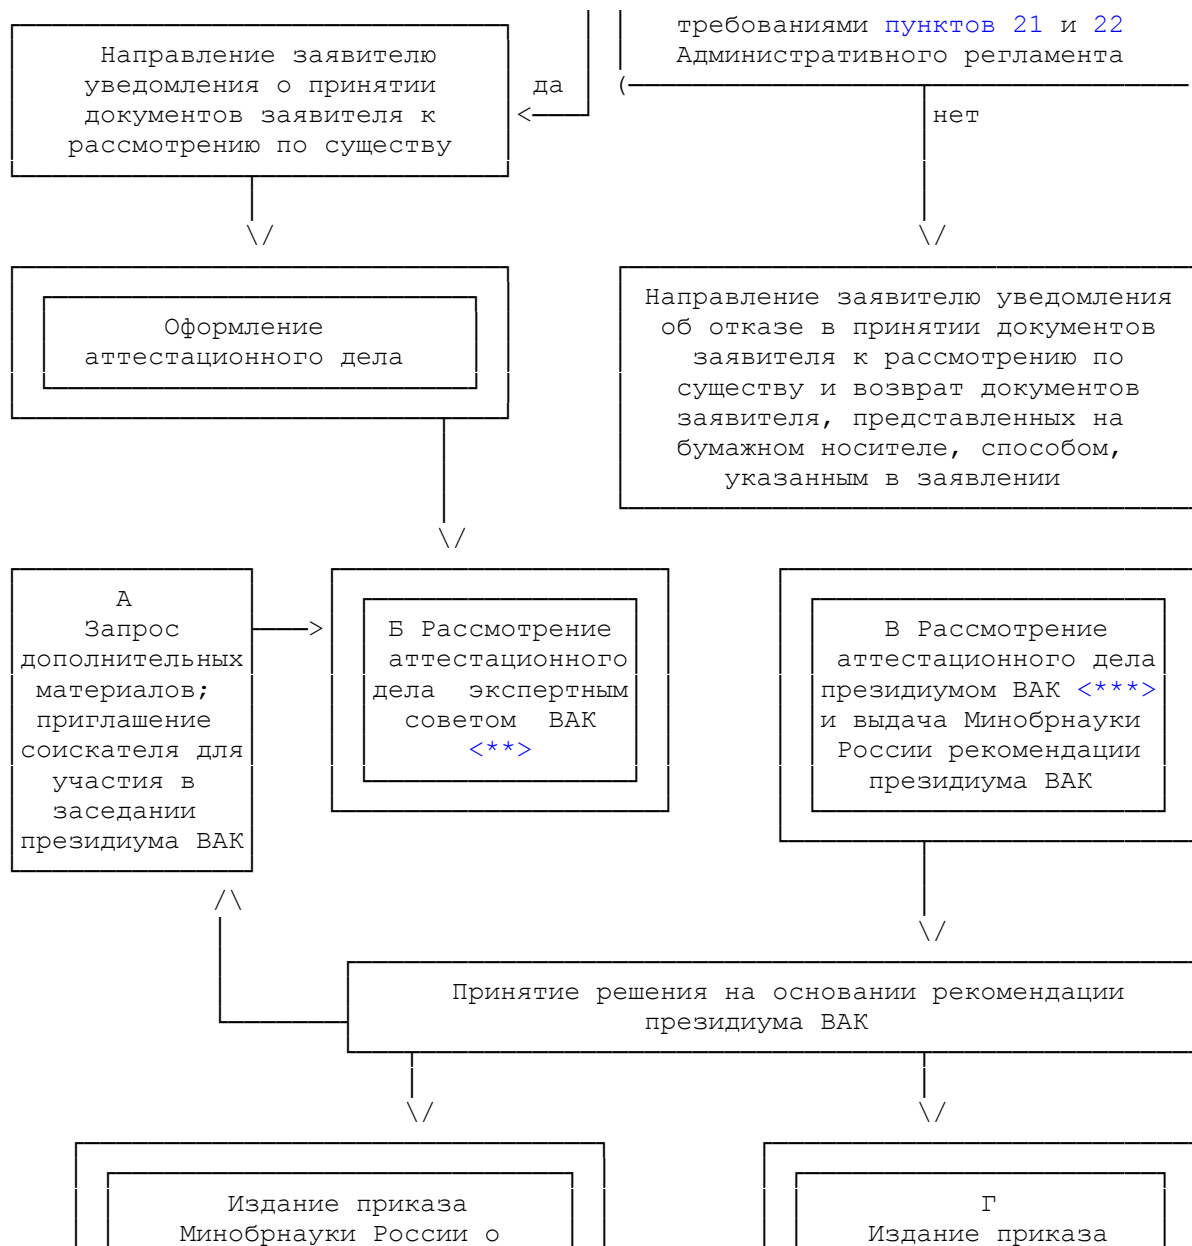 требованиями пунктов 21 и 22
Административного регламента
Направление заявителю
уведомления о принятии
документов заявителя к
рассмотрению по существу
да
нет
Оформление
аттестационного дела
Направление заявителю уведомления
об отказе в принятии документов
заявителя к рассмотрению по
существу и возврат документов
заявителя, представленных на
бумажном носителе, способом,
указанным в заявлении
А
Запрос
дополнительных
материалов;
приглашение
соискателя для
участия в
заседании
президиума ВАК
Б Рассмотрение
аттестационного
дела экспертным
советом ВАК
<**>
В Рассмотрение
аттестационного дела
президиумом ВАК <***>
и выдача Минобрнауки
России рекомендации
президиума ВАК
Принятие решения на основании рекомендации
президиума ВАК
Издание приказа
Минобрнауки России о
Г
Издание приказа